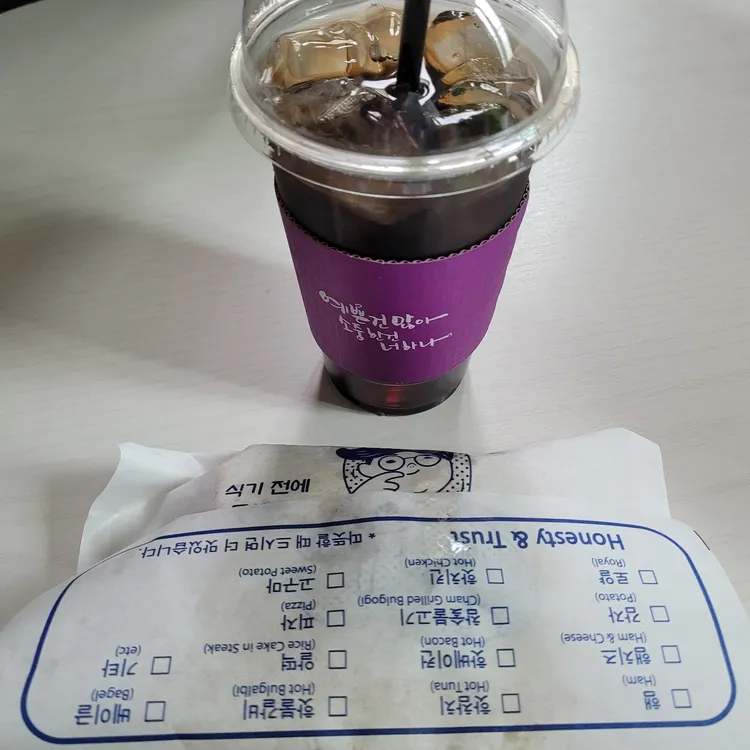 예쁜건 많아
소중한건
너하나
□ 햄 □ 핫참치 □ 핫불갈비 □ 베이글
(Ham) (Hot Tuna) (Hot Bulgalbi) (Bagel)
□ 햄치즈 □ 핫베이컨 □ 알떡 □ 기타
(Ham & Cheese) (Hot Bacon) (Rice Cake in Steak) (etc)
□ 감자 □ 참숯불고기 □ 피자
(Potato) (Cham Grilled Bulgogi) (Pizza)
□ 로얄 □ 핫치킨 □ 고구마
(Royal) (Hot Chicken) (Sweet Potato)
Honesty & Trust * 따뜻할 때 드시면 더 맛있습니다.
식기 전에